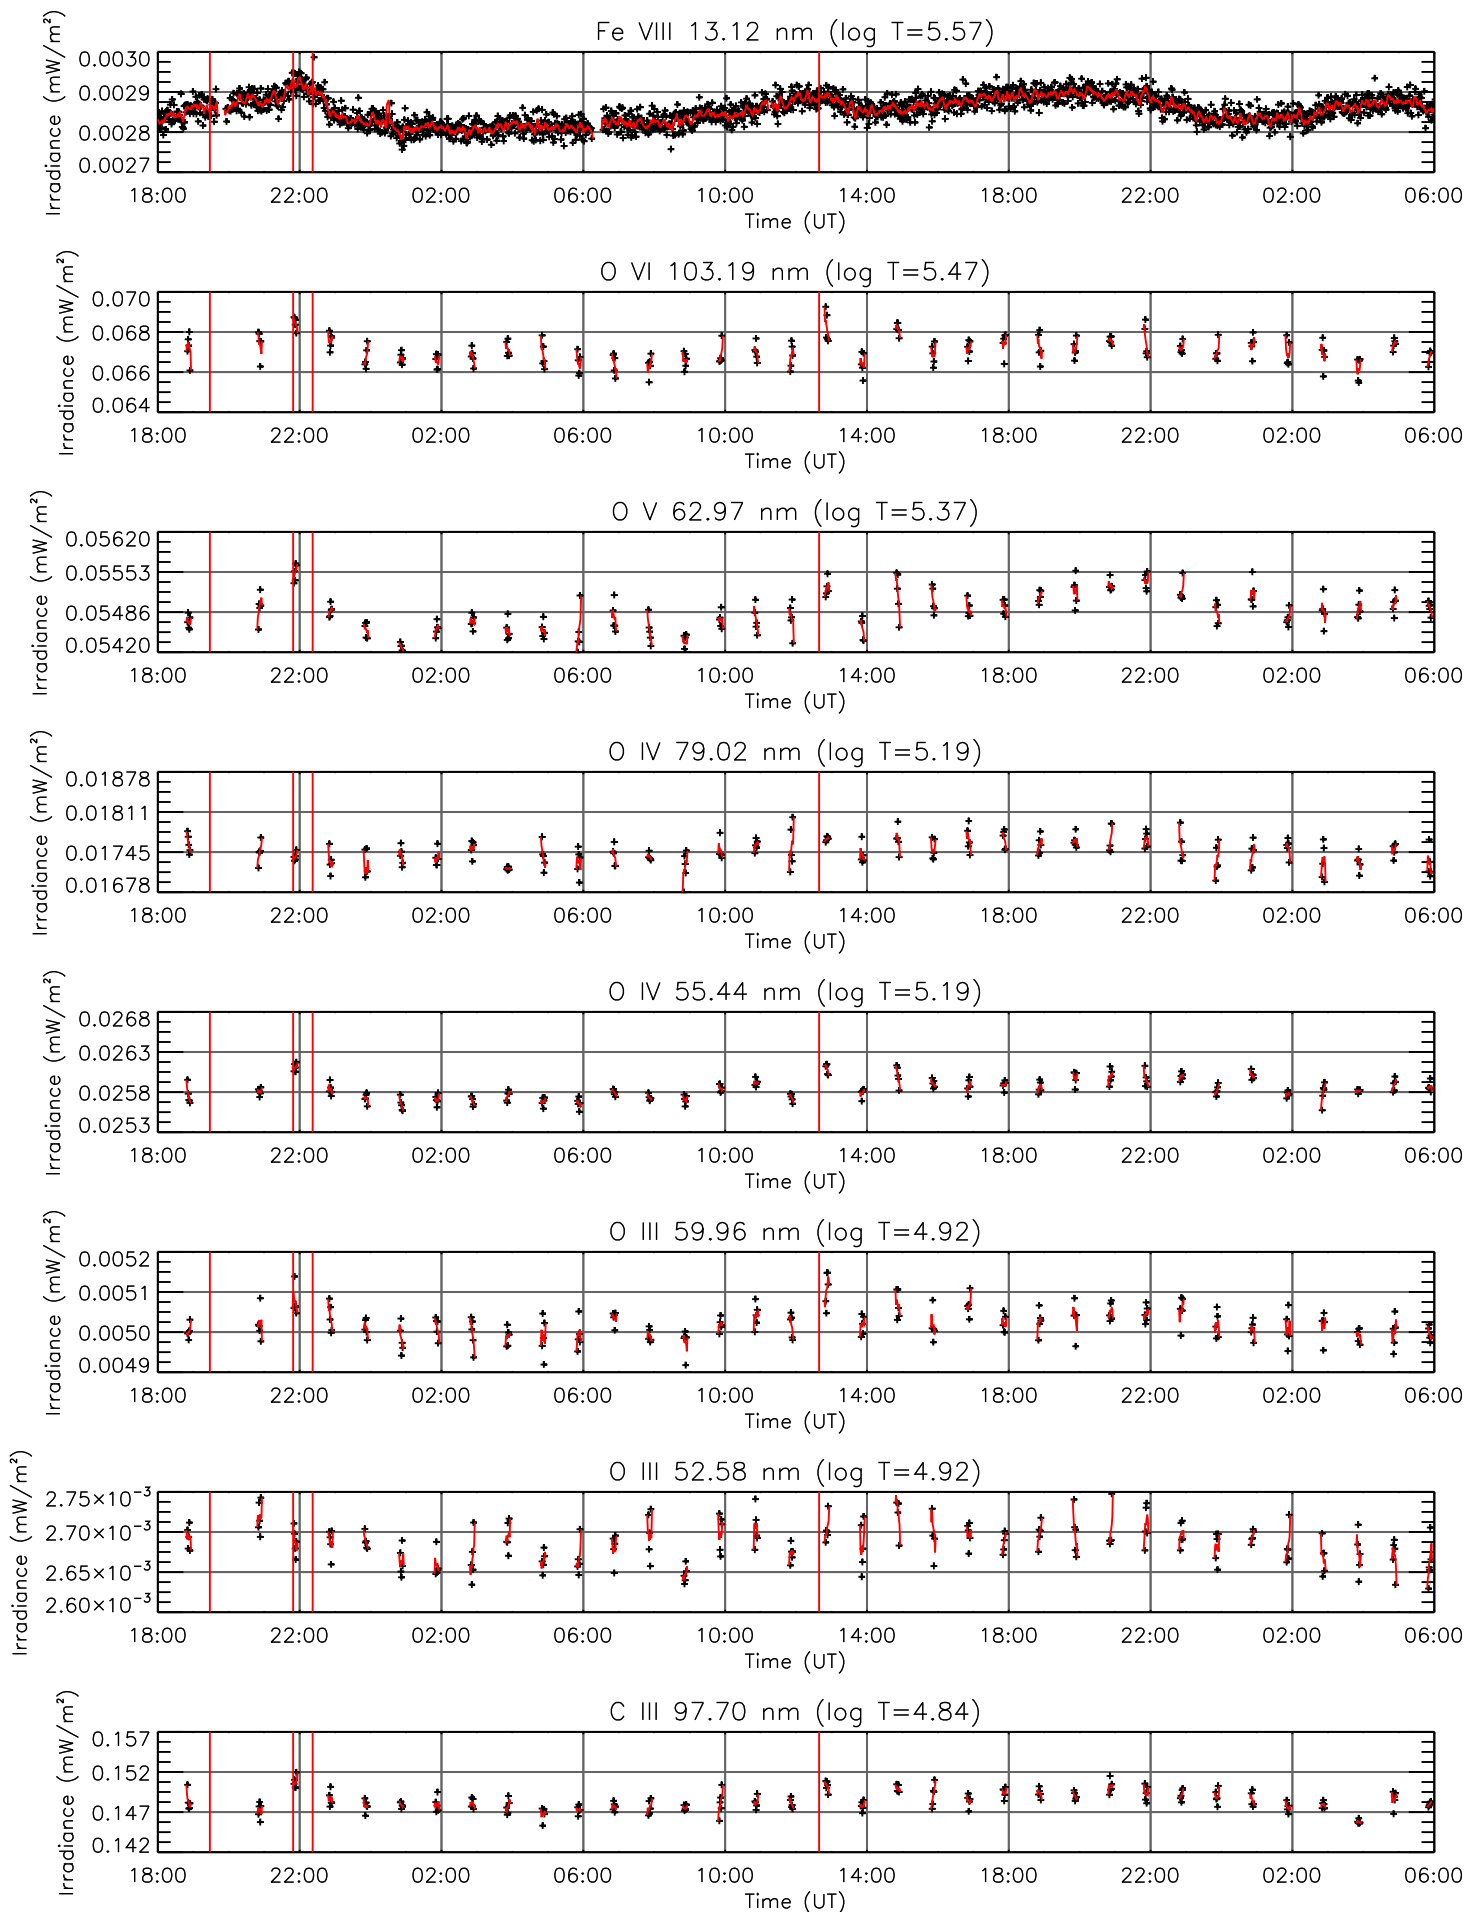 Fe VIII 13.12 nm (log T=5.57)
Irradiance (mW/m²)
0.0030
0.0029
0.0028
0.0027
18:00 22:00 02:00 06:00 10:00 14:00 18:00 22:00 02:00 06:00
Time (UT)
O VI 103.19 nm (log T=5.47)
Irradiance (mW/m²)
0.070
0.068
0.066
0.064
18:00 22:00 02:00 06:00 10:00 14:00 18:00 22:00 02:00 06:00
Time (UT)
O V 62.97 nm (log T=5.37)
Irradiance (mW/m²)
0.05620
0.05553
0.05486
0.05420
18:00 22:00 02:00 06:00 10:00 14:00 18:00 22:00 02:00 06:00
Time (UT)
O IV 79.02 nm (log T=5.19)
Irradiance (mW/m²)
0.01878
0.01811
0.01745
0.01678
18:00 22:00 02:00 06:00 10:00 14:00 18:00 22:00 02:00 06:00
Time (UT)
O IV 55.44 nm (log T=5.19)
Irradiance (mW/m²)
0.0268
0.0263
0.0258
0.0253
18:00 22:00 02:00 06:00 10:00 14:00 18:00 22:00 02:00 06:00
Time (UT)
O III 59.96 nm (log T=4.92)
Irradiance (mW/m²)
0.0052
0.0051
0.0050
0.0049
18:00 22:00 02:00 06:00 10:00 14:00 18:00 22:00 02:00 06:00
Time (UT)
O III 52.58 nm (log T=4.92)
Irradiance (mW/m²)
2.75×10⁻³
2.70×10⁻³
2.65×10⁻³
2.60×10⁻³
18:00 22:00 02:00 06:00 10:00 14:00 18:00 22:00 02:00 06:00
Time (UT)
C III 97.70 nm (log T=4.84)
Irradiance (mW/m²)
0.157
0.152
0.147
0.142
18:00 22:00 02:00 06:00 10:00 14:00 18:00 22:00 02:00 06:00
Time (UT)